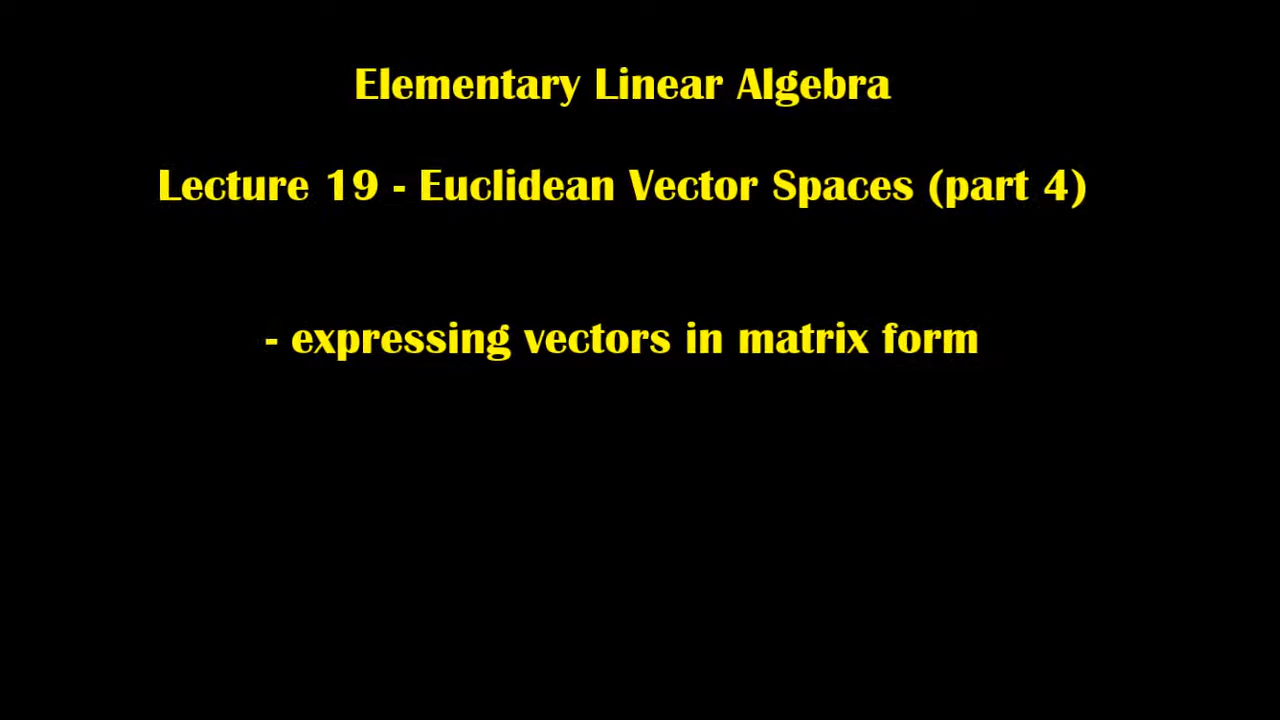 Elementary Linear Algebra
Lecture 19 - Euclidean Vector Spaces (part 4)
- expressing vectors in matrix form